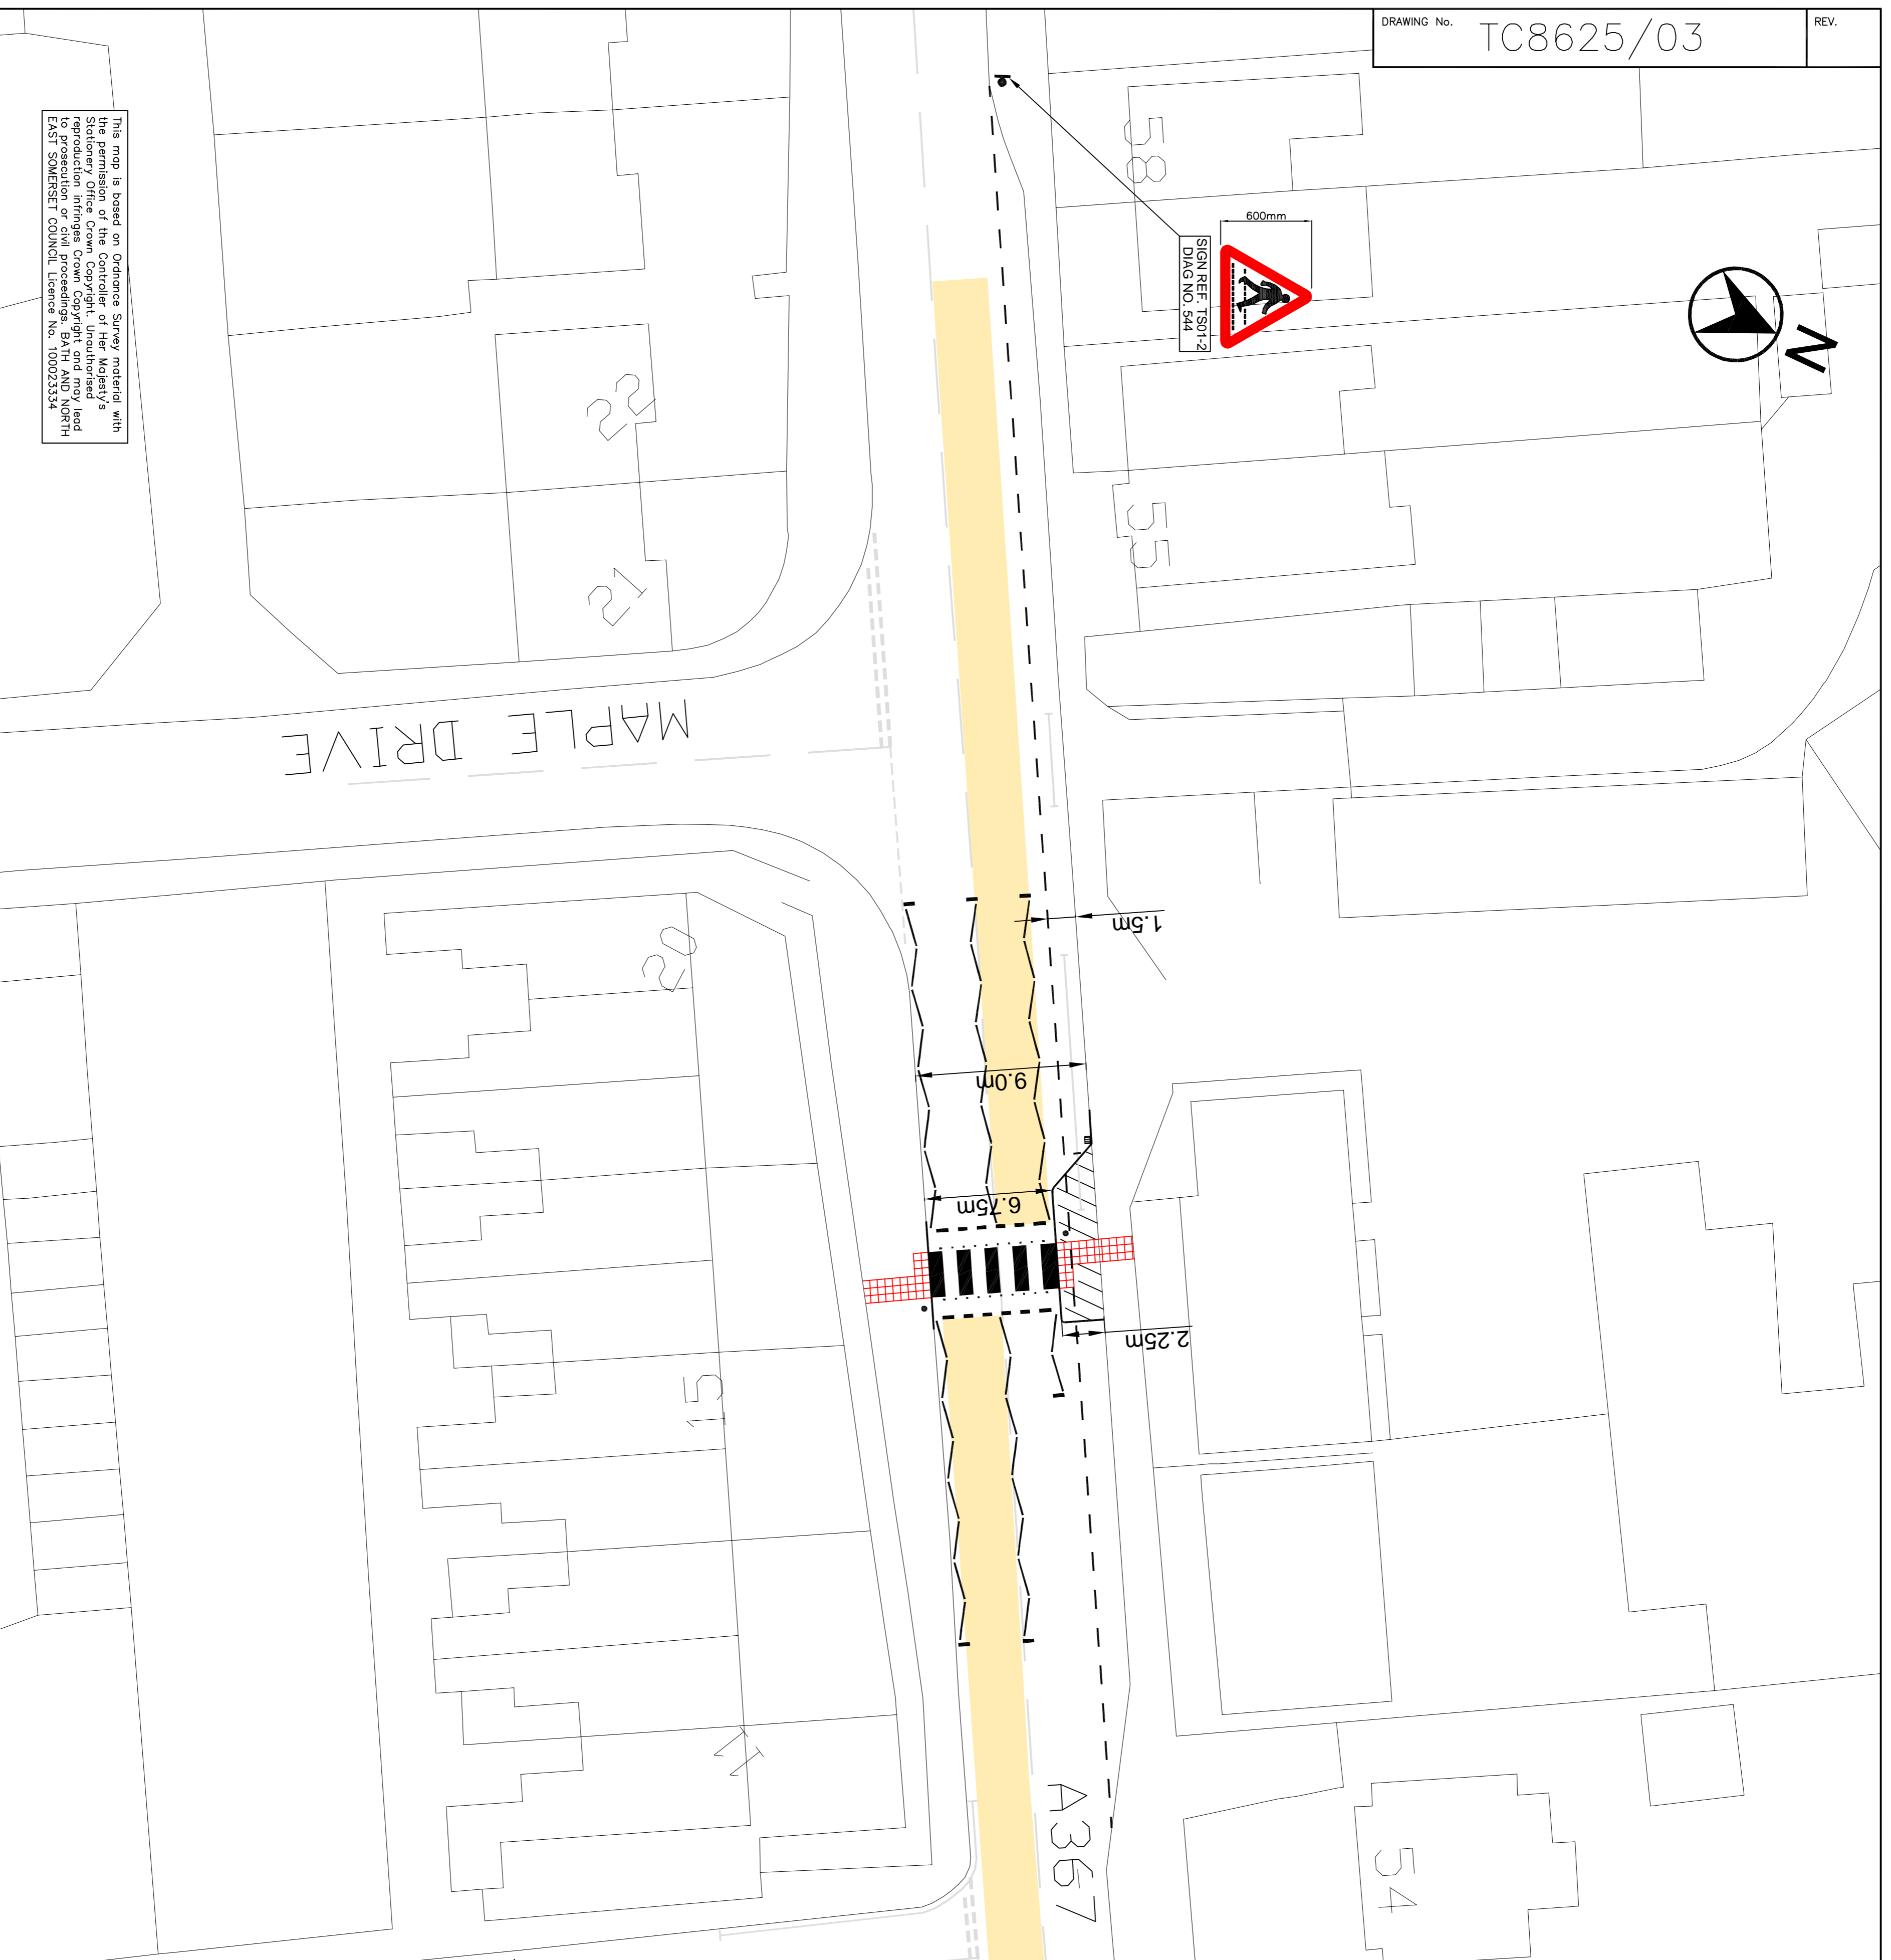 DRAWING No.
TC8625/03
REV.
This map is based on Ordnance Survey material with
the permission of the Controller of Her Majesty's
Stationery Office Crown Copyright. Unauthorised
reproduction infringes Crown Copyright and may lead
to prosecution or civil proceedings. BATH AND NORTH
EAST SOMERSET COUNCIL Licence No. 100023334
58
600mm
SIGN REF. TS01-2
DIAG NO. 544
N
22
55
21
MAPLE DRIVE
20
1.5m
9.0m
6.75m
2.25m
15
11
A367
54